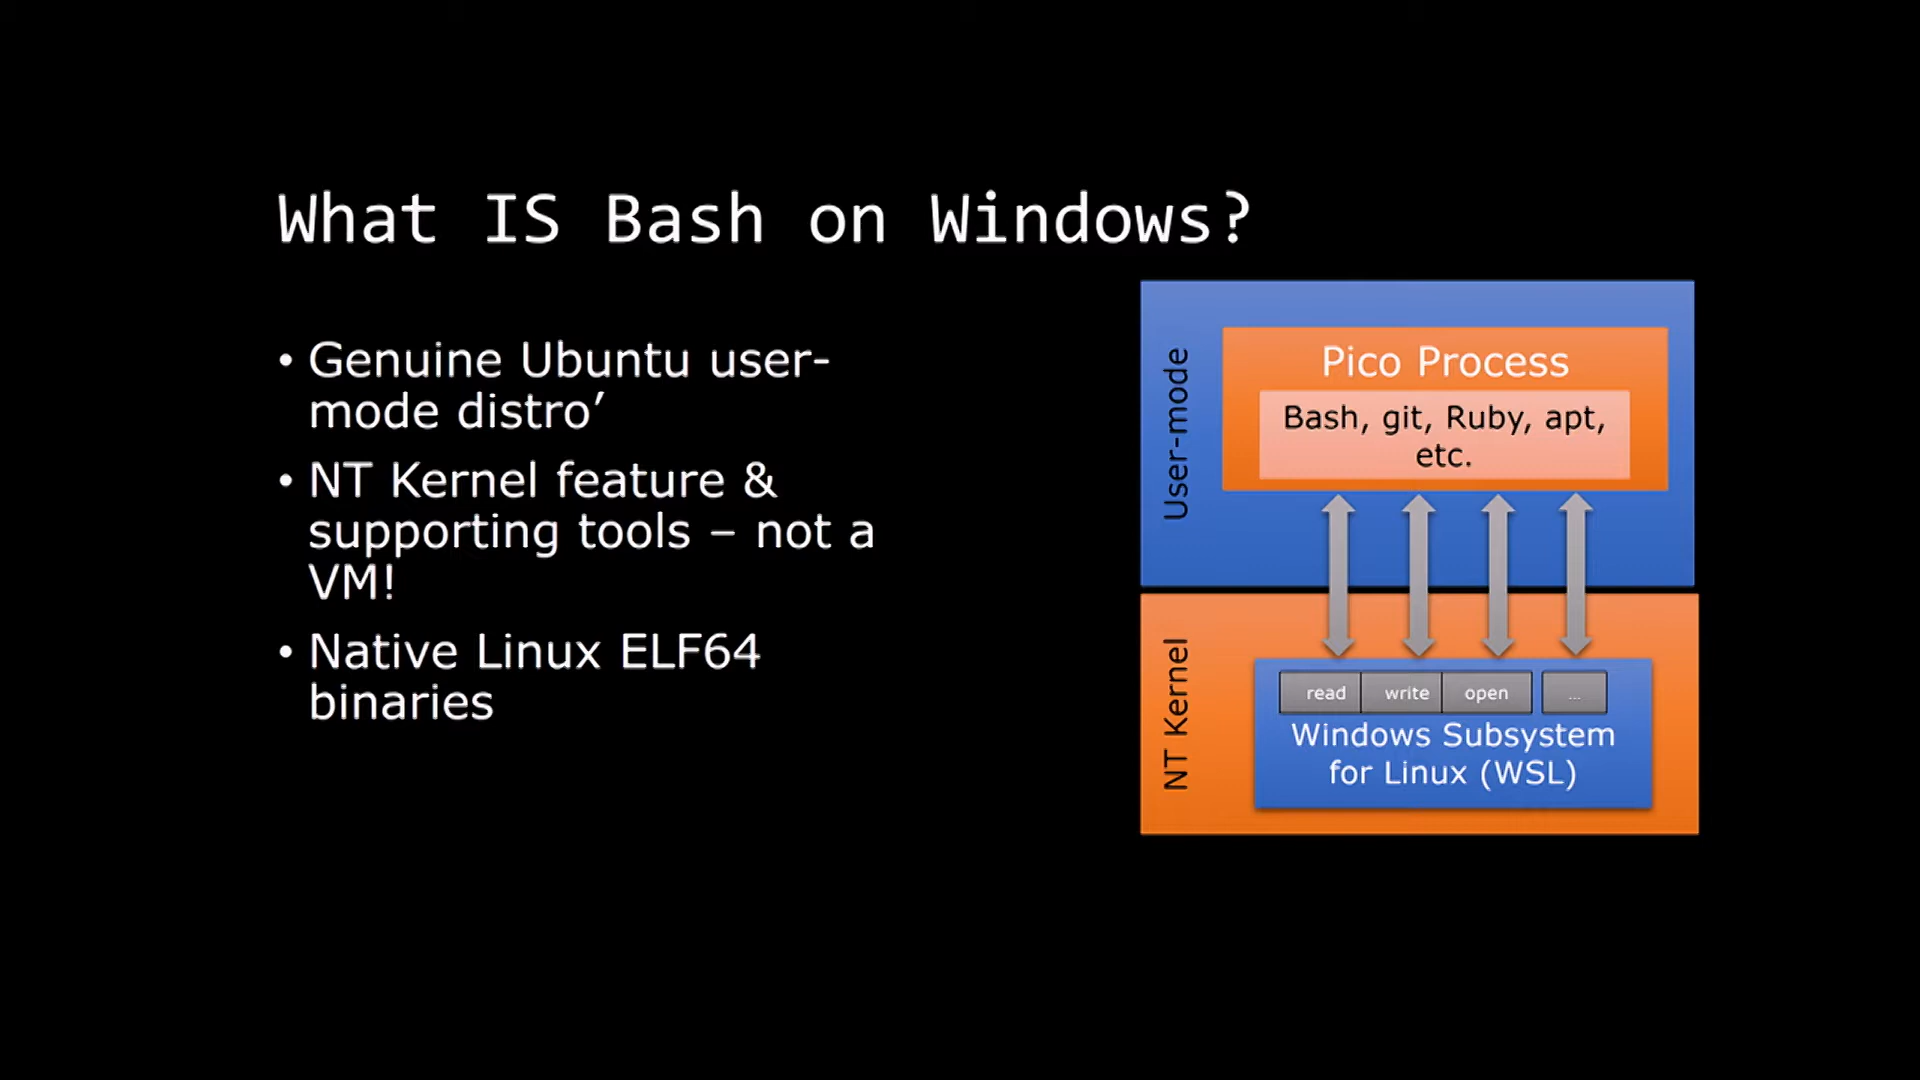 What IS Bash on Windows?
• Genuine Ubuntu user-
mode distro’
• NT Kernel feature &
supporting tools – not a
VM!
• Native Linux ELF64
binaries
User-mode
Pico Process
Bash, git, Ruby, apt,
etc.
NT Kernel
read write open ...
Windows Subsystem
for Linux (WSL)